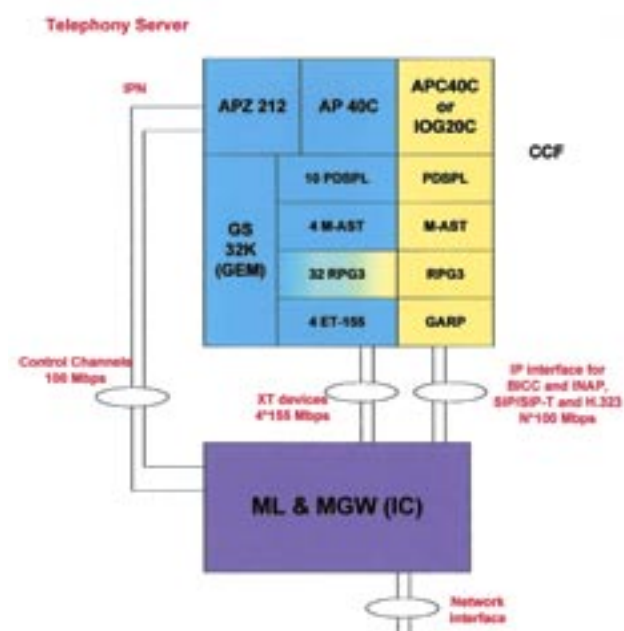 Telephony Server
IPN
APZ 212
AP 40C
APC40C
or
IOG20C
CCF
GS
32K
(GEM)
10 PDSPL
PDSPL
4 M-AST
M-AST
32 RPG3
RPG3
4 ET-155
GARP
Control Channels
100 Mbps
XT devices
4*155 Mbps
IP interface for
BICC and INAP,
SIP/SIP-T and H.323
N*100 Mbps
ML & MGW (IC)
Network
interface